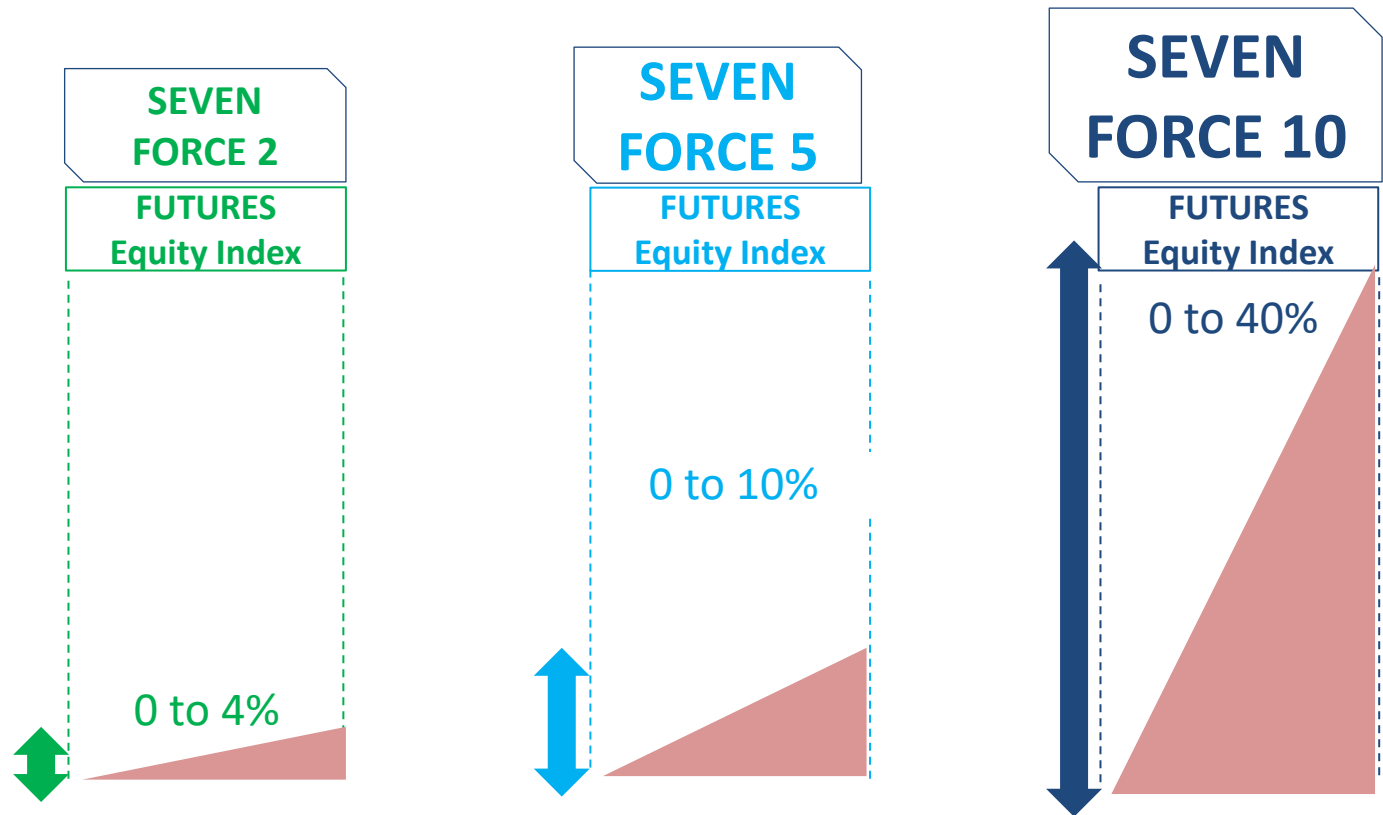 SEVEN
FORCE 2
FUTURES
Equity Index
0 to 4%
SEVEN
FORCE 5
FUTURES
Equity Index
0 to 10%
SEVEN
FORCE 10
FUTURES
Equity Index
0 to 40%